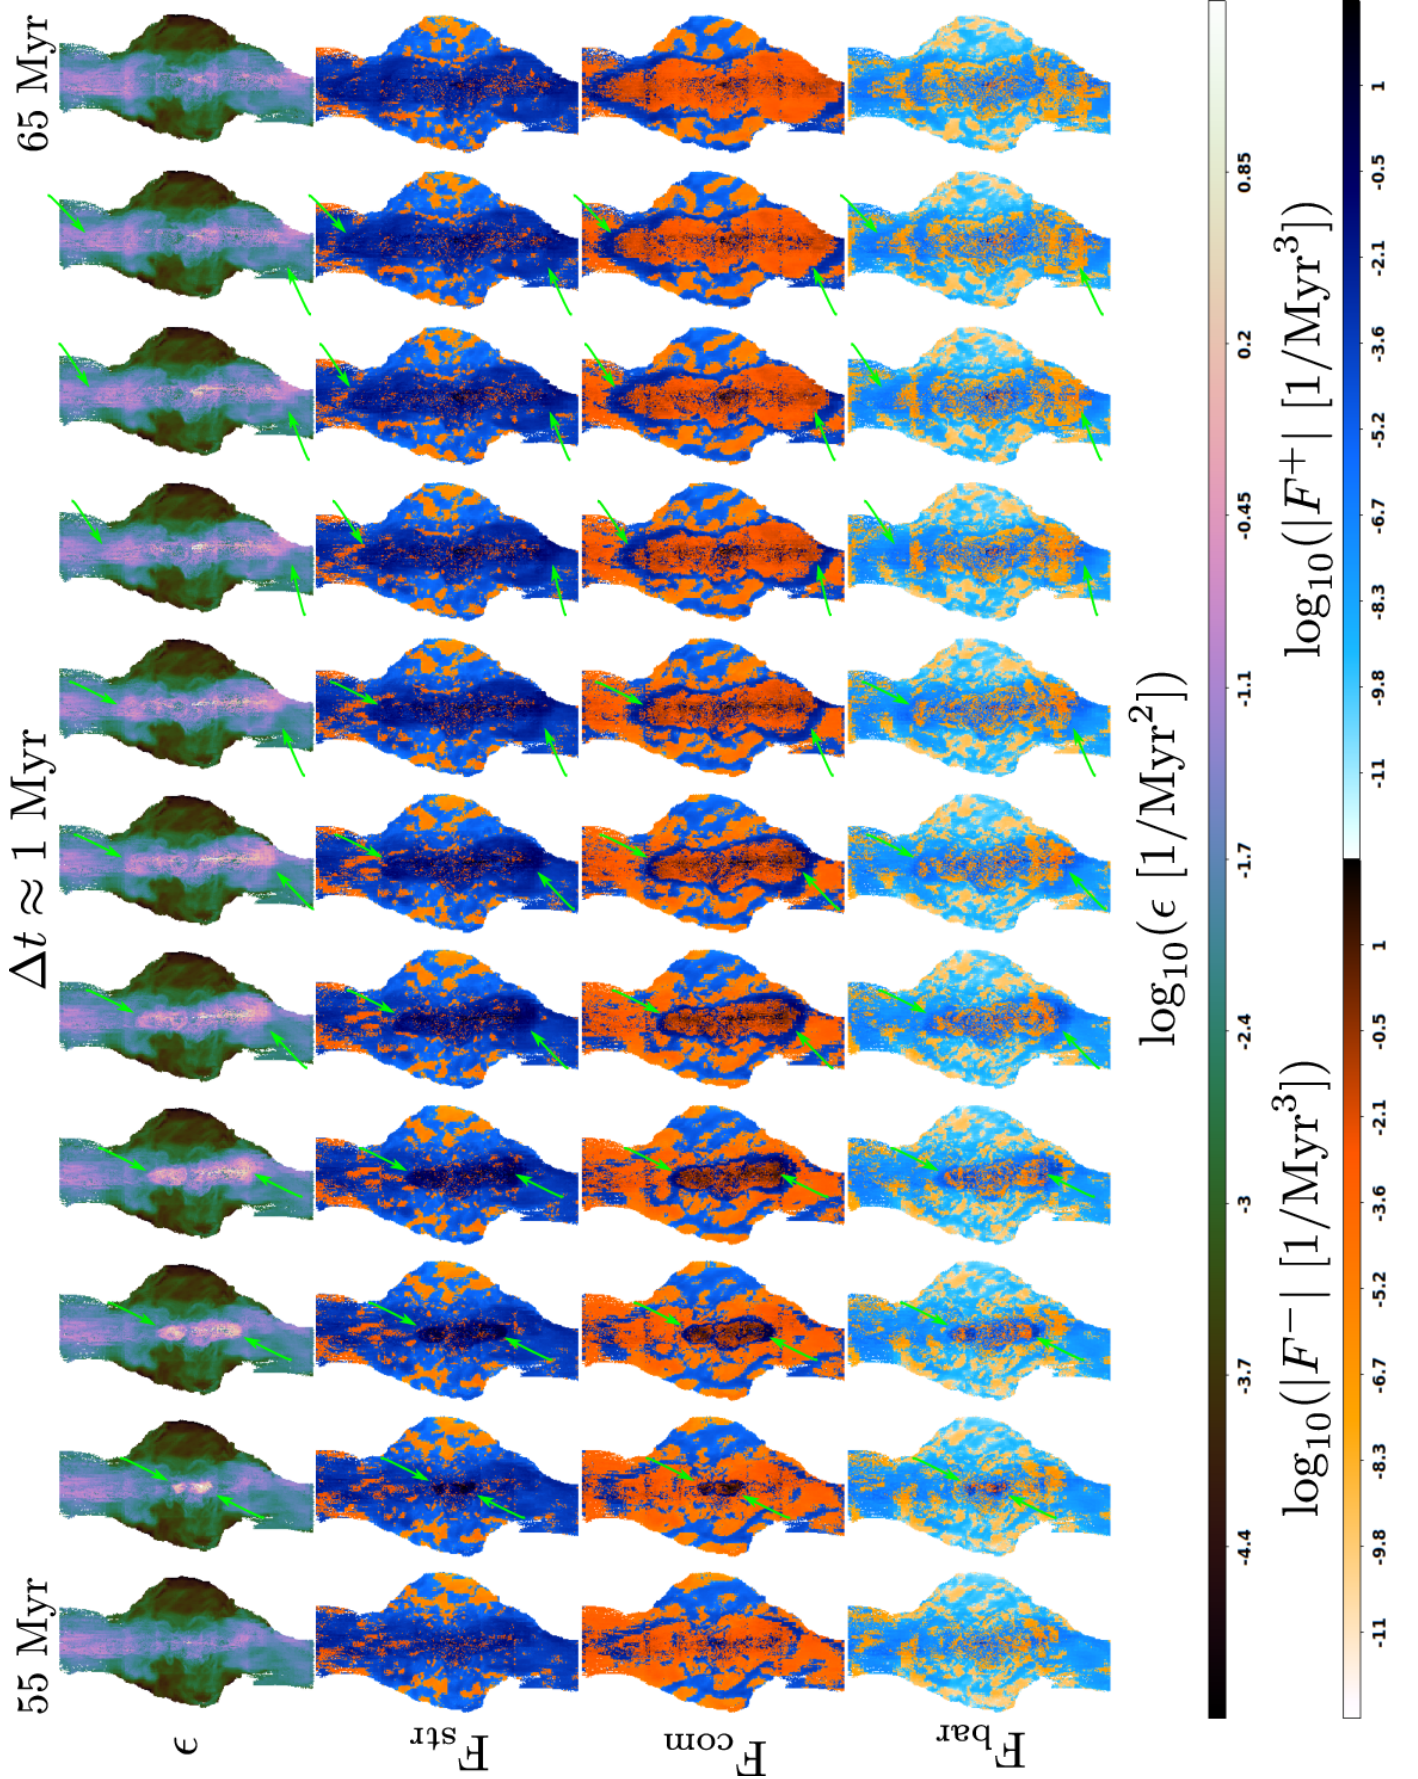 55 Myr
Δt ≈ 1 Myr
65 Myr
ϵ
F_str
F_com
F_bar
-4.4 -3.7 -3 -2.4 -1.7 -1.1 -0.45 0.2 0.85
log₁₀(ϵ [1/Myr²])
log₁₀(|F⁻| [1/Myr³])
log₁₀(|F⁺| [1/Myr³])
-11 -9.8 -8.3 -6.7 -5.2 -3.6 -2.1 -0.5 1
-11 -9.8 -8.3 -6.7 -5.2 -3.6 -2.1 -0.5 1